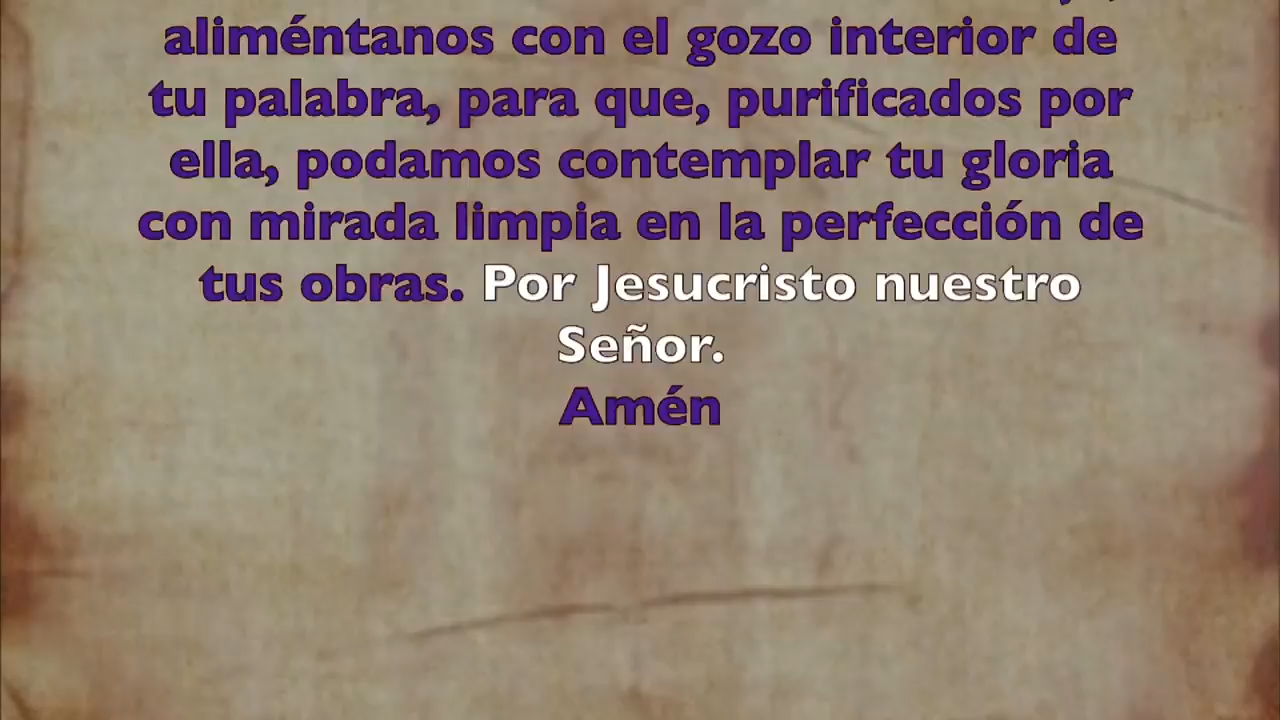 aliméntanos con el gozo interior de
tu palabra, para que, purificados por
ella, podamos contemplar tu gloria
con mirada limpia en la perfección de
tus obras. Por Jesucristo nuestro
Señor.
Amén